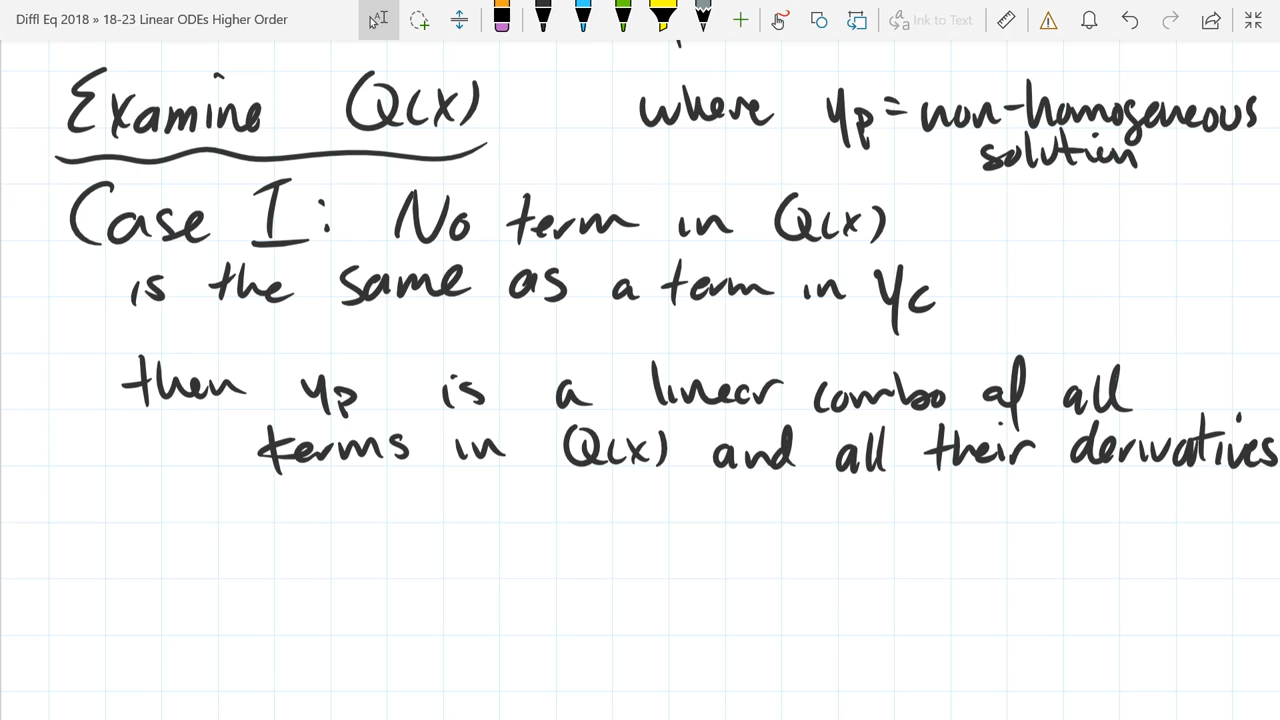 Diffl Eq 2018 » 18-23 Linear ODEs Higher Order
Ink to Text
Examine Q(x)
where yp = non-homogeneous
solution
Case I: No term in Q(x)
is the same as a term in yc
then yp is a linear combo of all
terms in Q(x) and all their derivatives